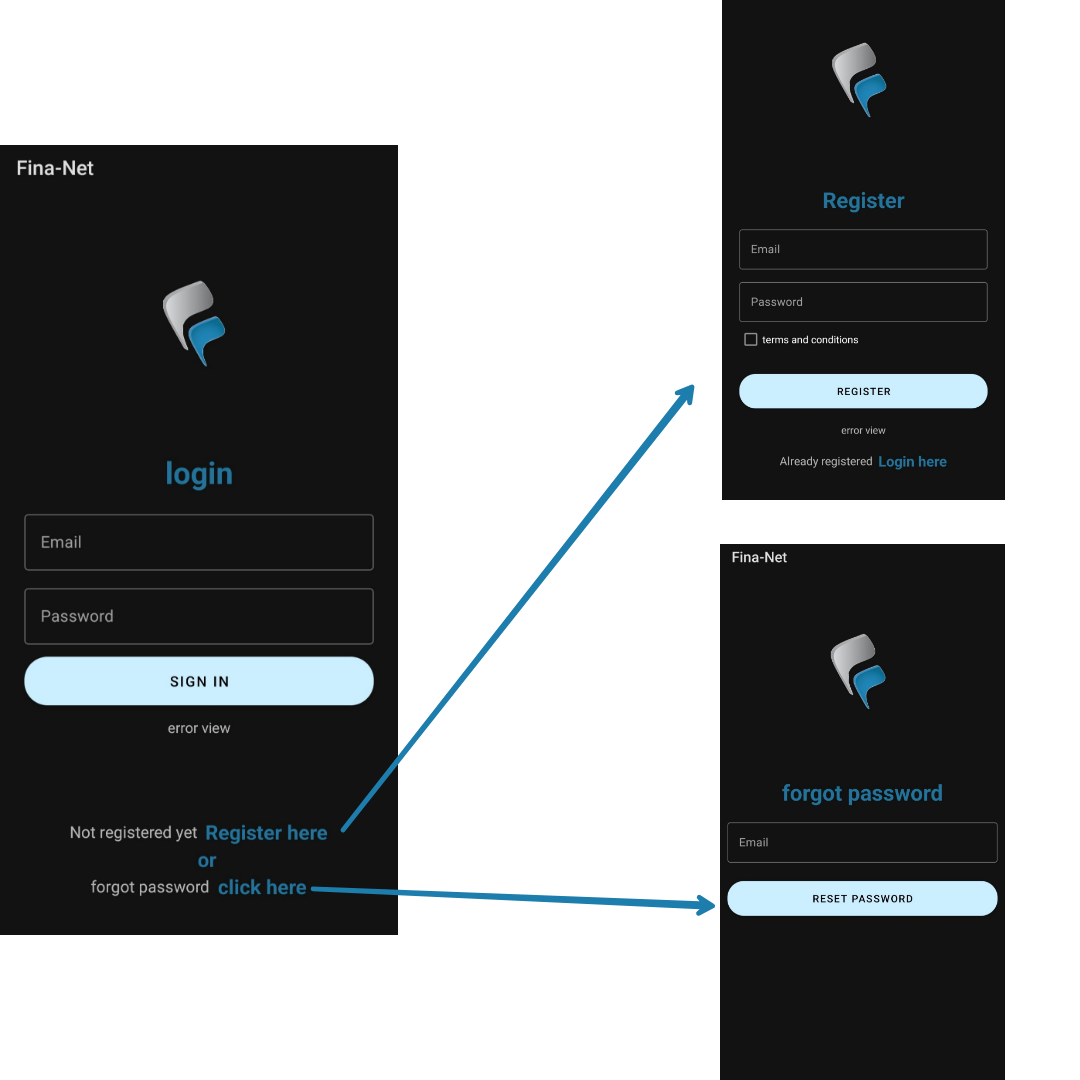 Fina-Net
login
Email
Password
SIGN IN
error view
Not registered yet Register here
or
forgot password click here
Register
Email
Password
terms and conditions
REGISTER
error view
Already registered Login here
Fina-Net
forgot password
Email
RESET PASSWORD